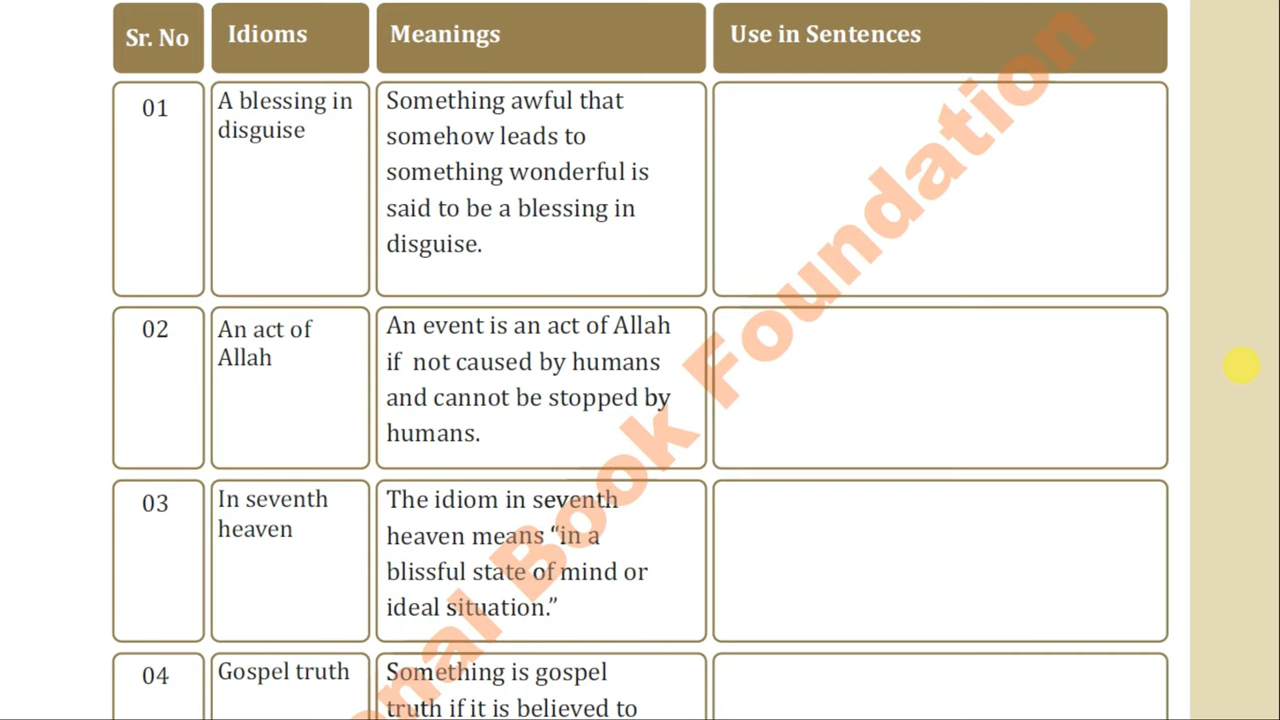 Sr. No
Idioms
Meanings
Use in Sentences
01
A blessing in
disguise
Something awful that
somehow leads to
something wonderful is
said to be a blessing in
disguise.
02
An act of
Allah
An event is an act of Allah
if not caused by humans
and cannot be stopped by
humans.
03
In seventh
heaven
The idiom in seventh
heaven means “in a
blissful state of mind or
ideal situation.”
04
Gospel truth
Something is gospel
truth if it is believed to
onal Book Foundation